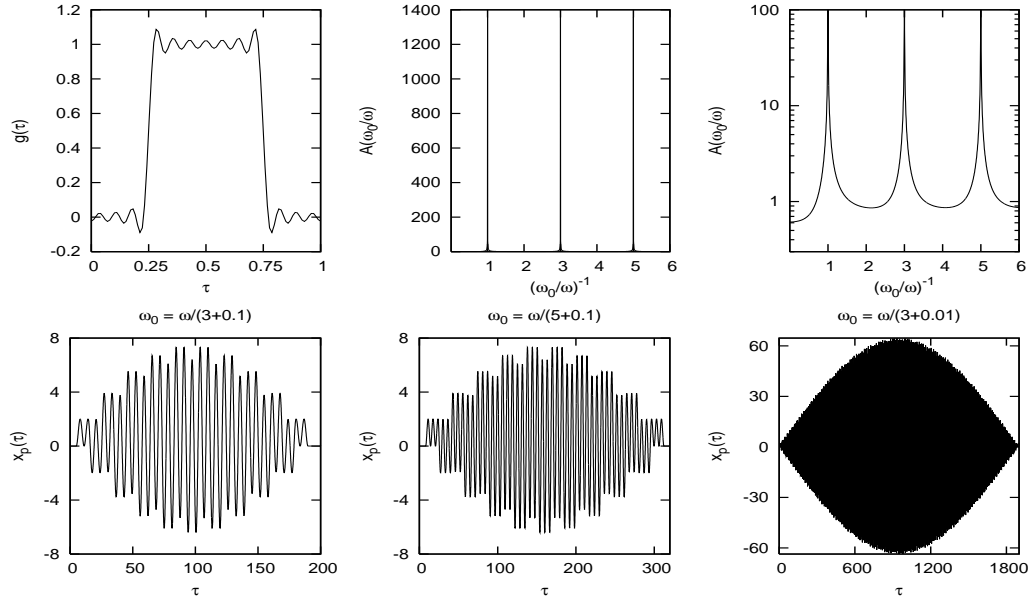 1.2
1
0.8
0.6
0.4
0.2
0
-0.2
g(τ)
0 0.25 0.5 0.75 1
τ
1400
1200
1000
800
600
400
200
0
A(ω₀/ω)
1 2 3 4 5 6
(ω₀/ω)⁻¹
100
10
1
A(ω₀/ω)
1 2 3 4 5 6
(ω₀/ω)⁻¹
ω₀ = ω/(3+0.1)
8
4
0
-4
-8
xₚ(τ)
0 50 100 150 200
τ
ω₀ = ω/(5+0.1)
8
4
0
-4
-8
xₚ(τ)
0 100 200 300
τ
ω₀ = ω/(3+0.01)
60
30
0
-30
-60
xₚ(τ)
0 600 1200 1800
τ